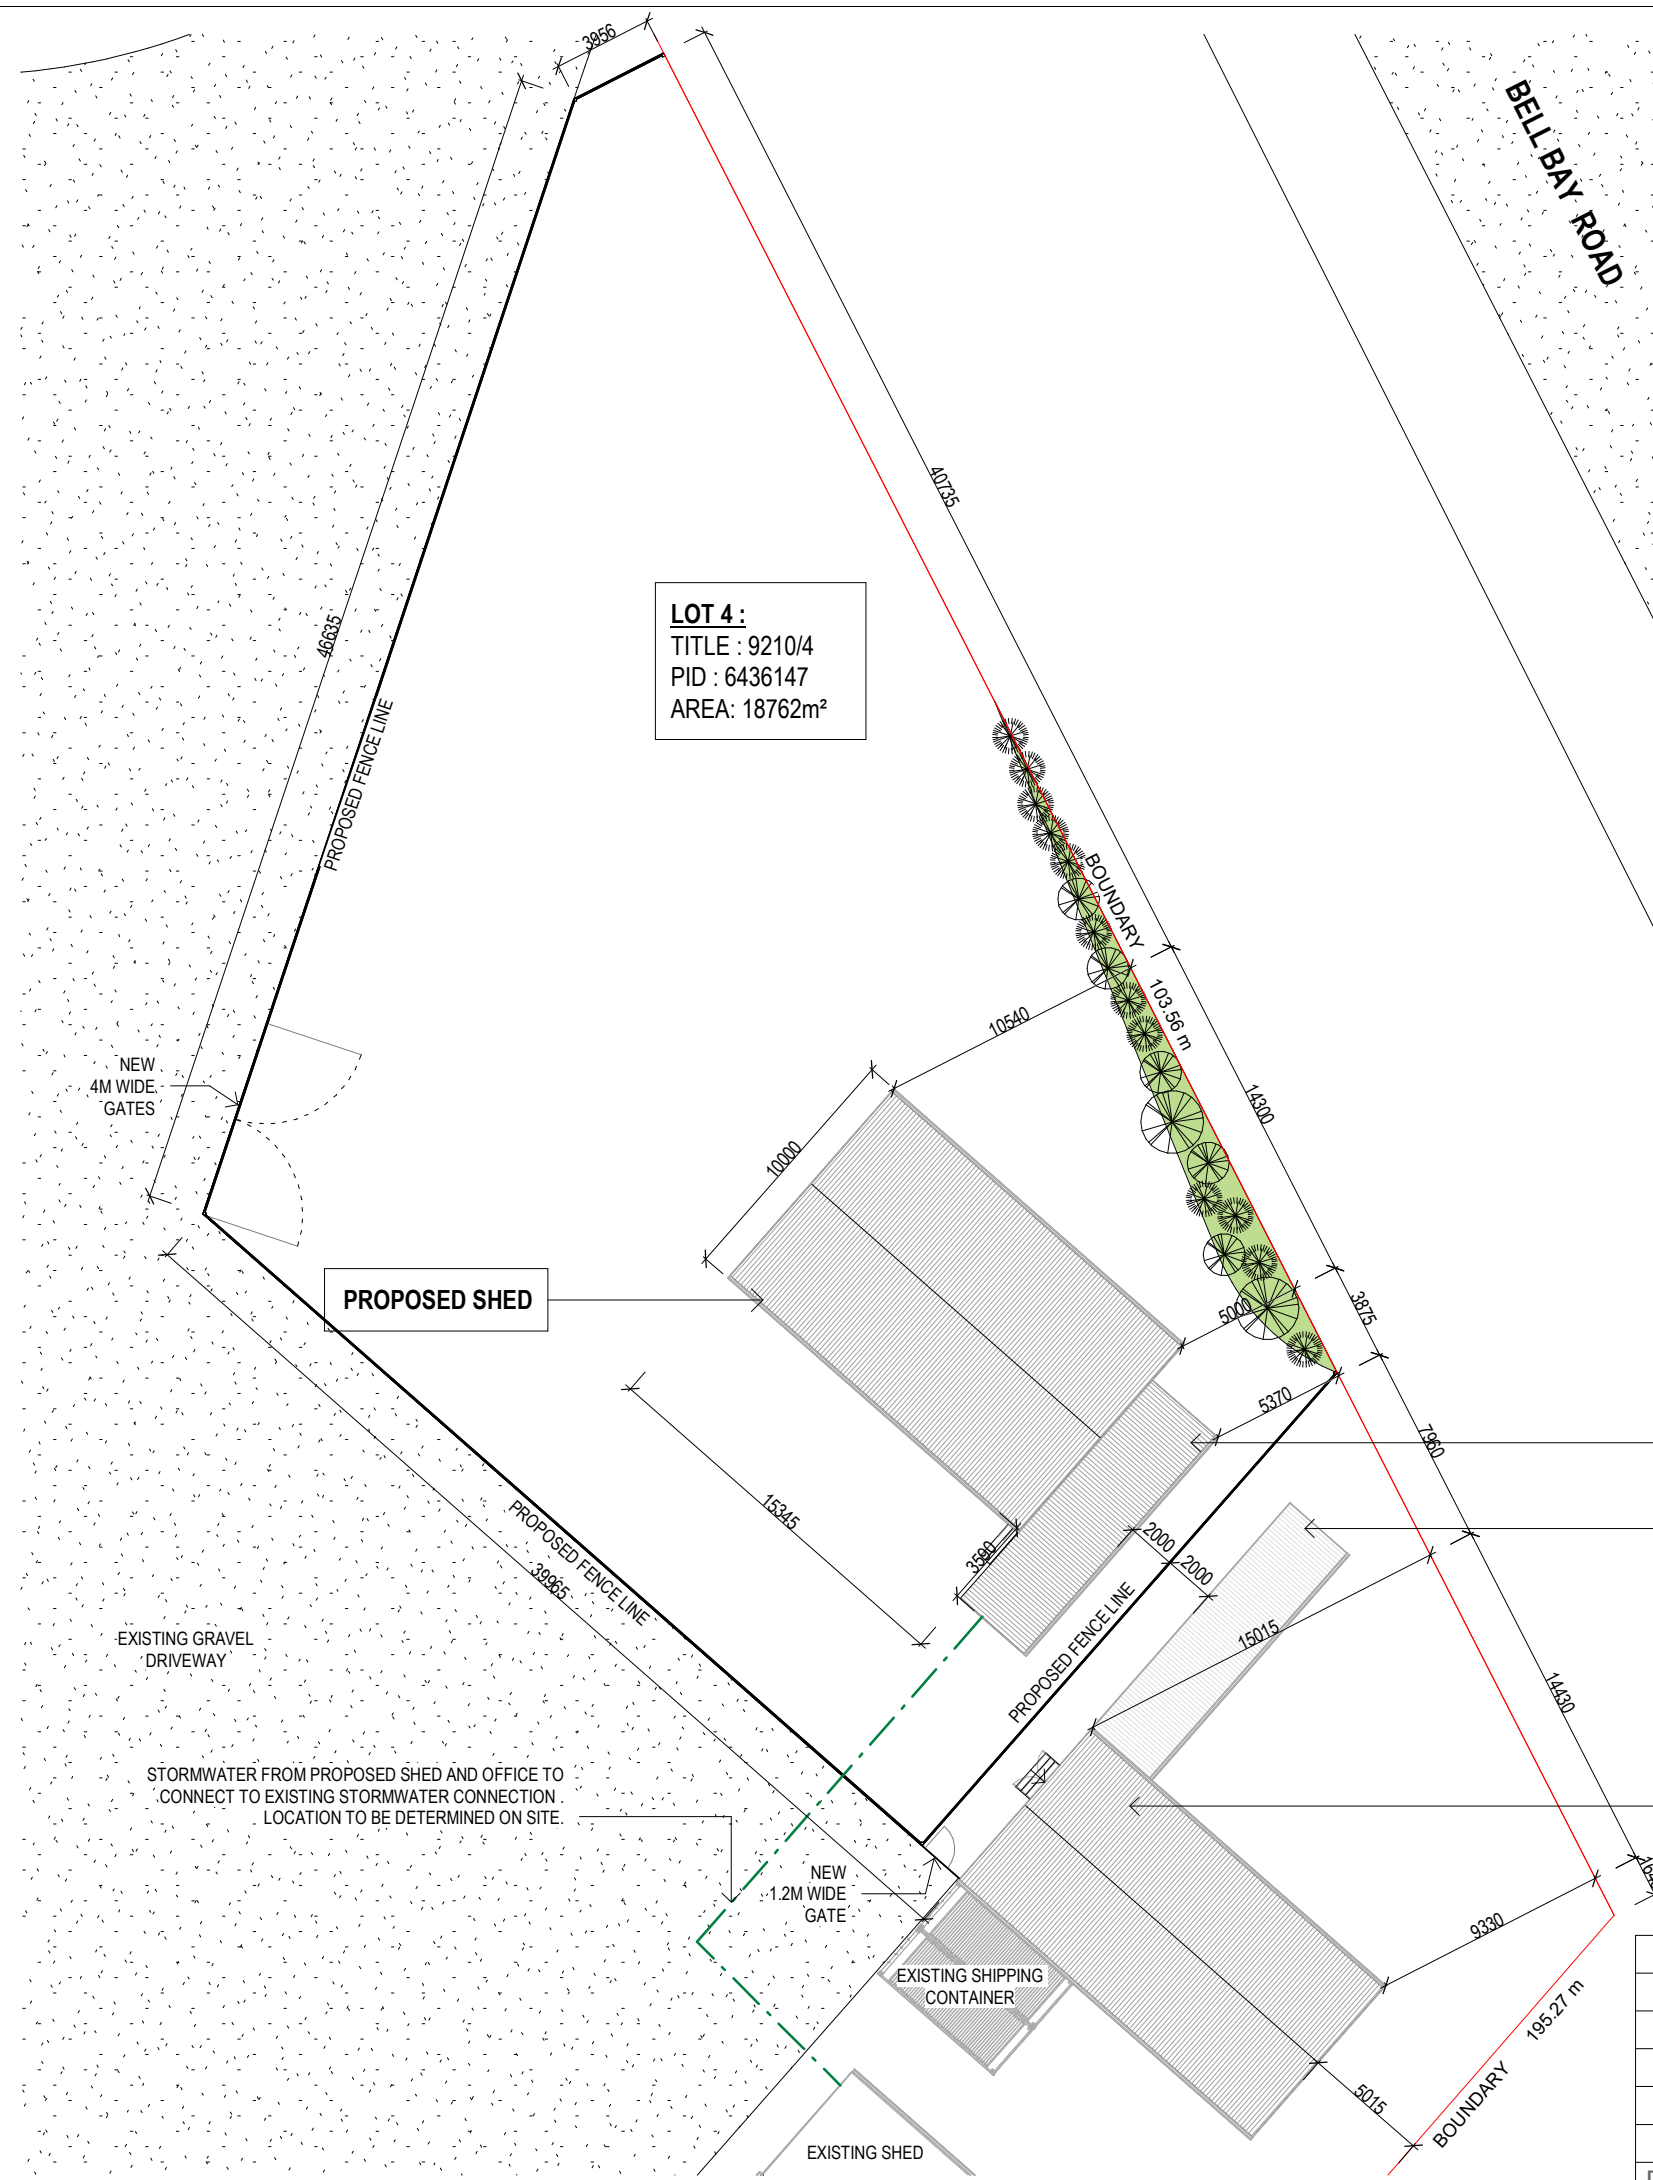 3956
BELL BAY ROAD
40735
LOT 4 :
TITLE : 9210/4
PID : 6436147
AREA: 18762m²
46635
PROPOSED FENCE LINE
BOUNDARY
103.56 m
10540
NEW
4M WIDE
GATES
14300
10000
PROPOSED SHED
5000
3875
5370
7960
15345
PROPOSED FENCE LINE
39965
3590
2000
2000
PROPOSED FENCE LINE
15015
EXISTING GRAVEL
DRIVEWAY
14430
STORMWATER FROM PROPOSED SHED AND OFFICE TO
CONNECT TO EXISTING STORMWATER CONNECTION .
LOCATION TO BE DETERMINED ON SITE.
NEW
1.2M WIDE
GATE
9330
EXISTING SHIPPING
CONTAINER
195.27 m
BOUNDARY
5015
EXISTING SHED